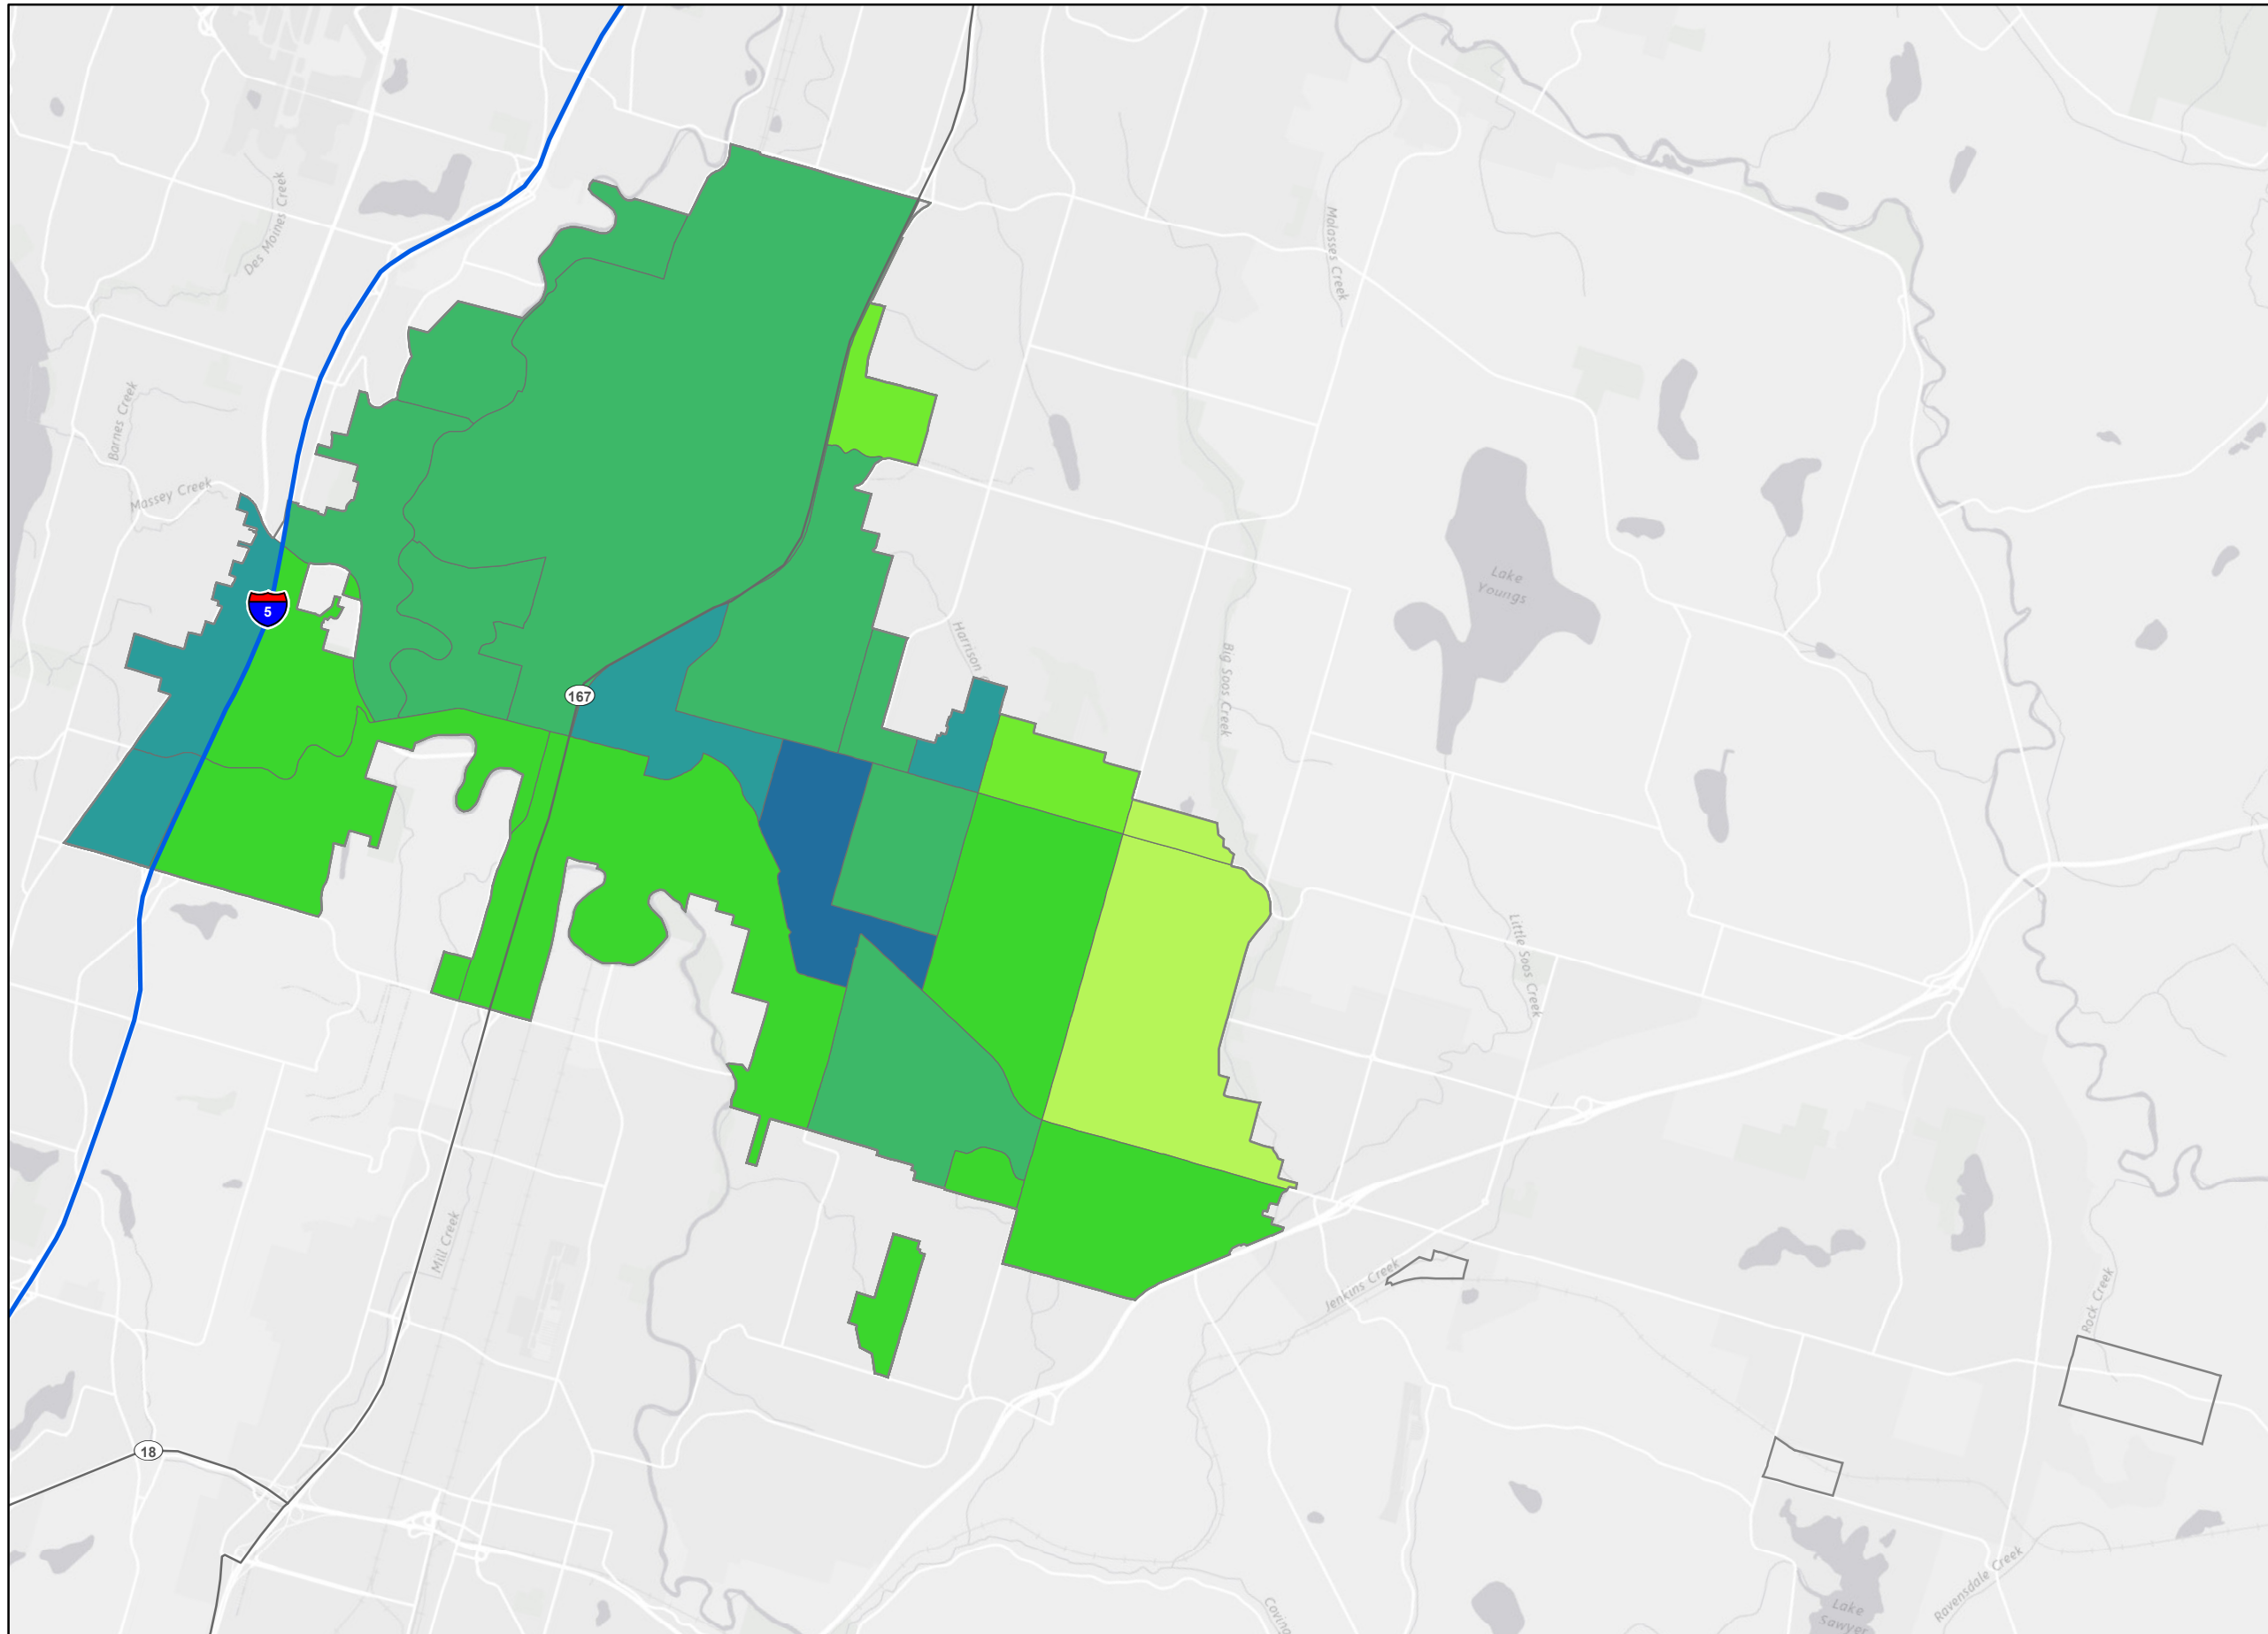 Des Moines Creek
Molasses Creek
Barnes Creek
Massey Creek
5
Lake
Youngs
Harrison
Big Soos Creek
167
Little Soos Creek
Mill Creek
Jenkins Creek
Rock Creek
18
Ravensdale Creek
Lake
Sawyer
Coving